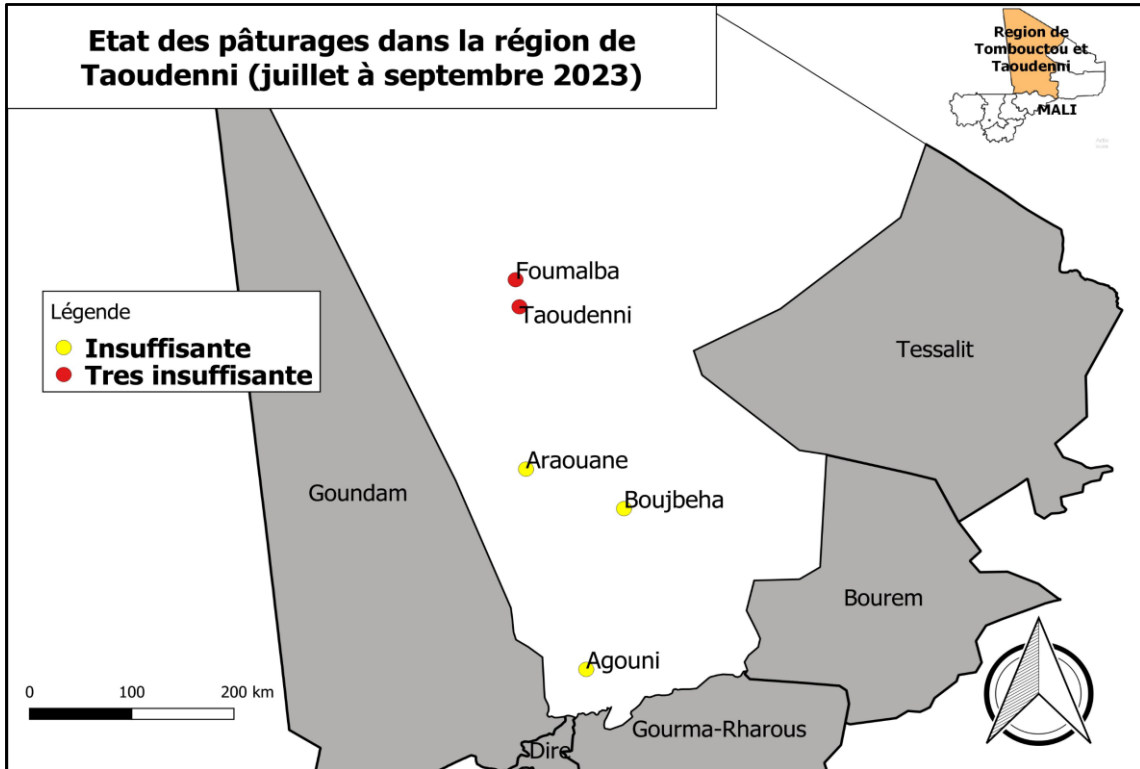 Etat des pâturages dans la région de
Taoudenni (juillet à septembre 2023)
Region de
Tombouctou et
Taoudenni
MALI
Foumalba
Taoudenni
Légende
Insuffisante
Tres insuffisante
Tessalit
Araouane
Goundam
Boujbeha
Bourem
Agouni
0 100 200 km
Gourma-Rharous
Dire